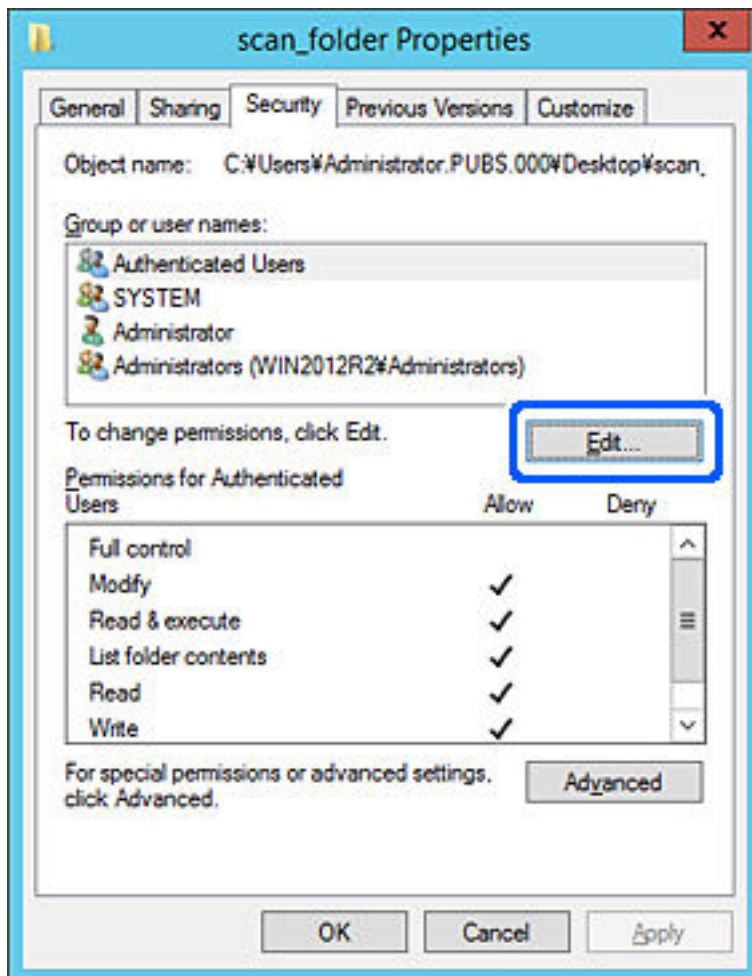 scan_folder Properties
x
General Sharing Security Previous Versions Customize
Object name: C:¥Users¥Administrator.PUBS.000¥Desktop¥scan_
Group or user names:
Authenticated Users
SYSTEM
Administrator
Administrators (WIN2012R2¥Administrators)
To change permissions, click Edit.
Edit...
Permissions for Authenticated
Users Allow Deny
Full control
Modify
Read & execute
List folder contents
Read
Write
For special permissions or advanced settings,
click Advanced.
Advanced
OK Cancel Apply